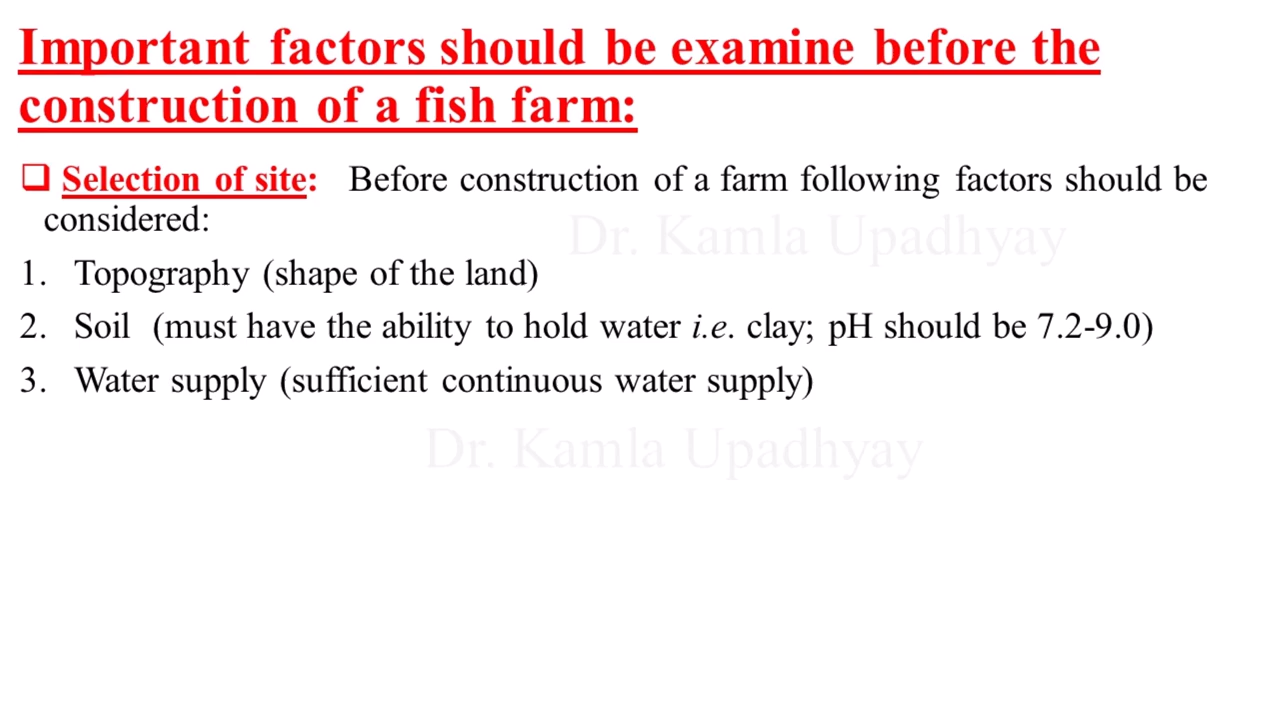 Important factors should be examine before the
construction of a fish farm:
❑ Selection of site: Before construction of a farm following factors should be
considered:
Dr. Kamla Upadhyay
1. Topography (shape of the land)
2. Soil (must have the ability to hold water i.e. clay; pH should be 7.2-9.0)
3. Water supply (sufficient continuous water supply)
Dr. Kamla Upadhyay